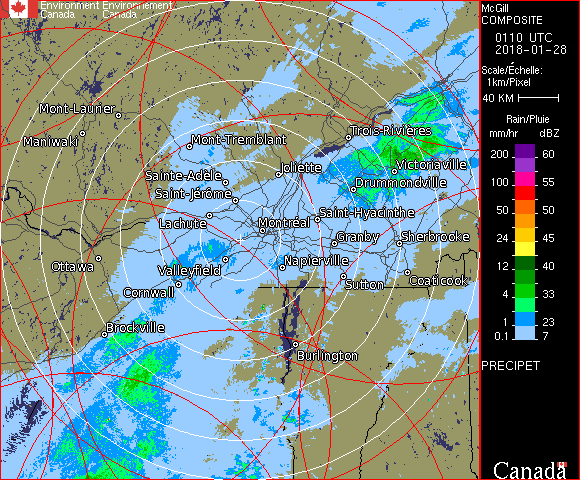 Environment Environnement
Canada Canada
McGill
COMPOSITE
0110 UTC
2018-01-28
Scale/Échelle:
1km/Pixel
40 KM
Rain/Pluie
mm/hr dBZ
200 60
100 55
50 50
24 45
12 40
4 33
1 23
0.1 7
PRECIPET
Canada
Mont-Laurier
Maniwaki
Mont-Tremblant
Trois-Rivières
Joliette
Victoriaville
Sainte-Adèle
Drummondville
Saint-Jérôme
Lachute
Montréal
Saint-Hyacinthe
Granby
Sherbrooke
Ottawa
Valleyfield
Napierville
Cornwall
Sutton
Coaticook
Brockville
Burlington